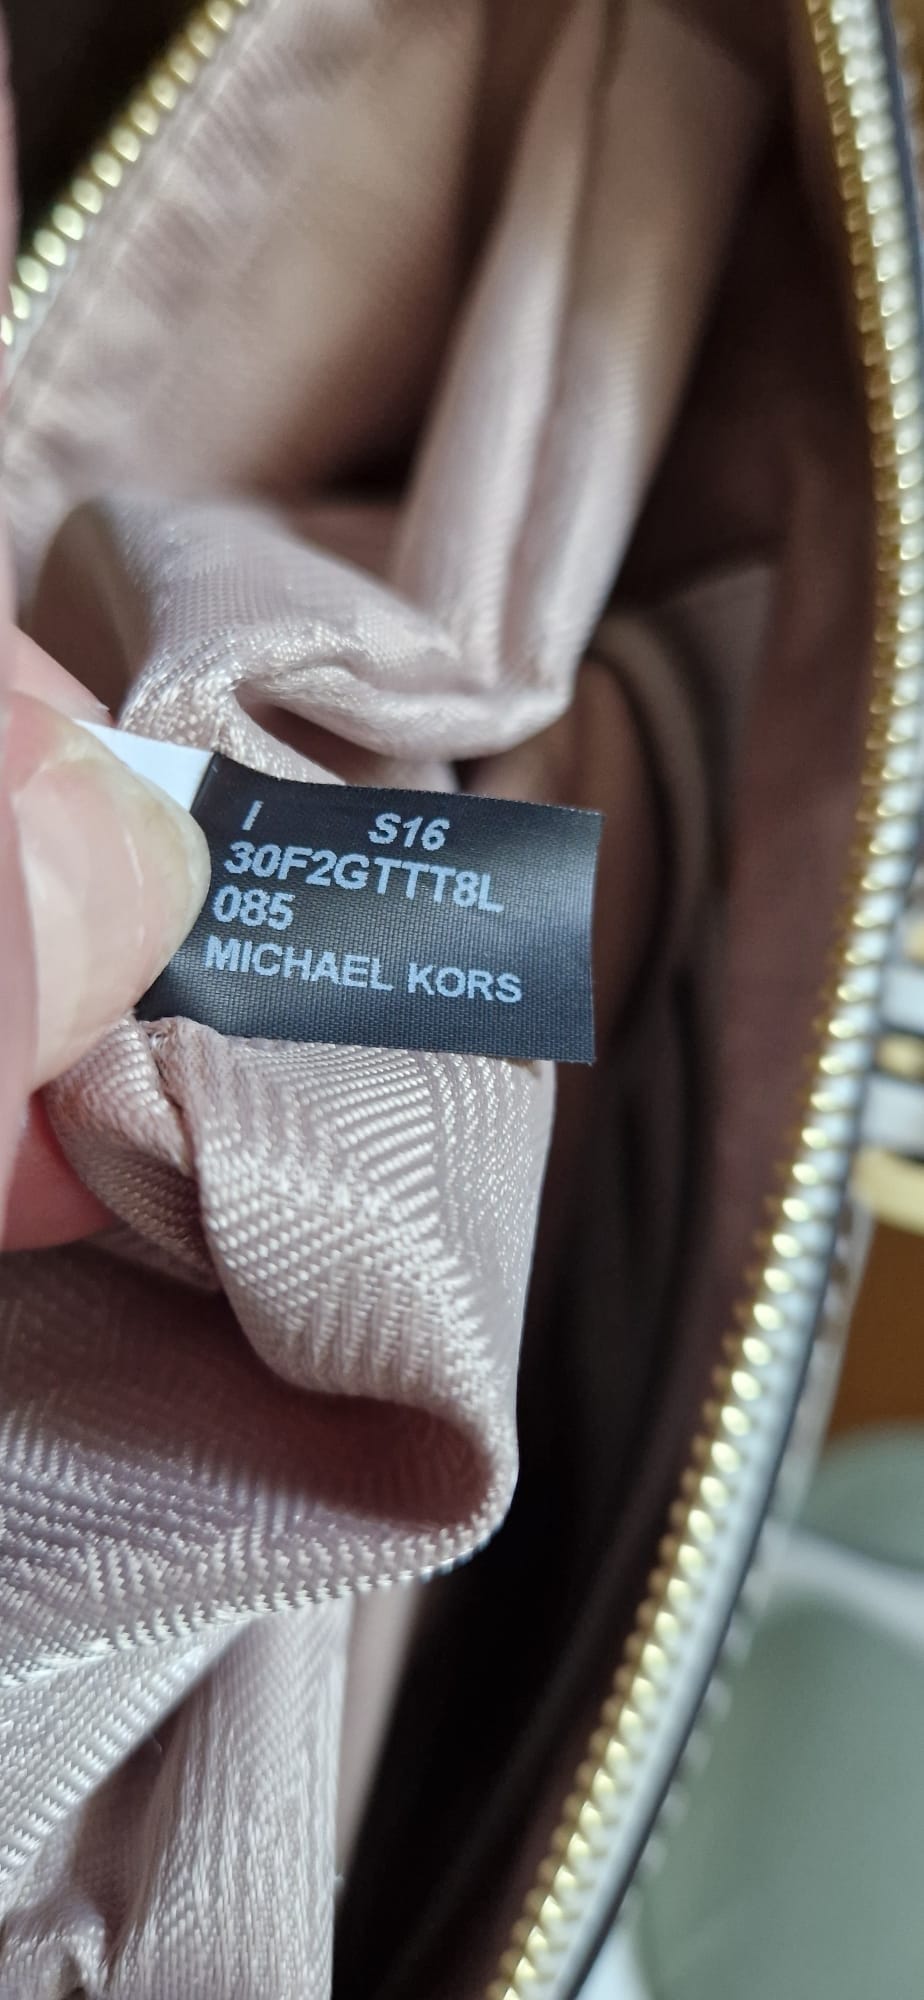 I S16
30F2GTTT8L
085
MICHAEL KORS